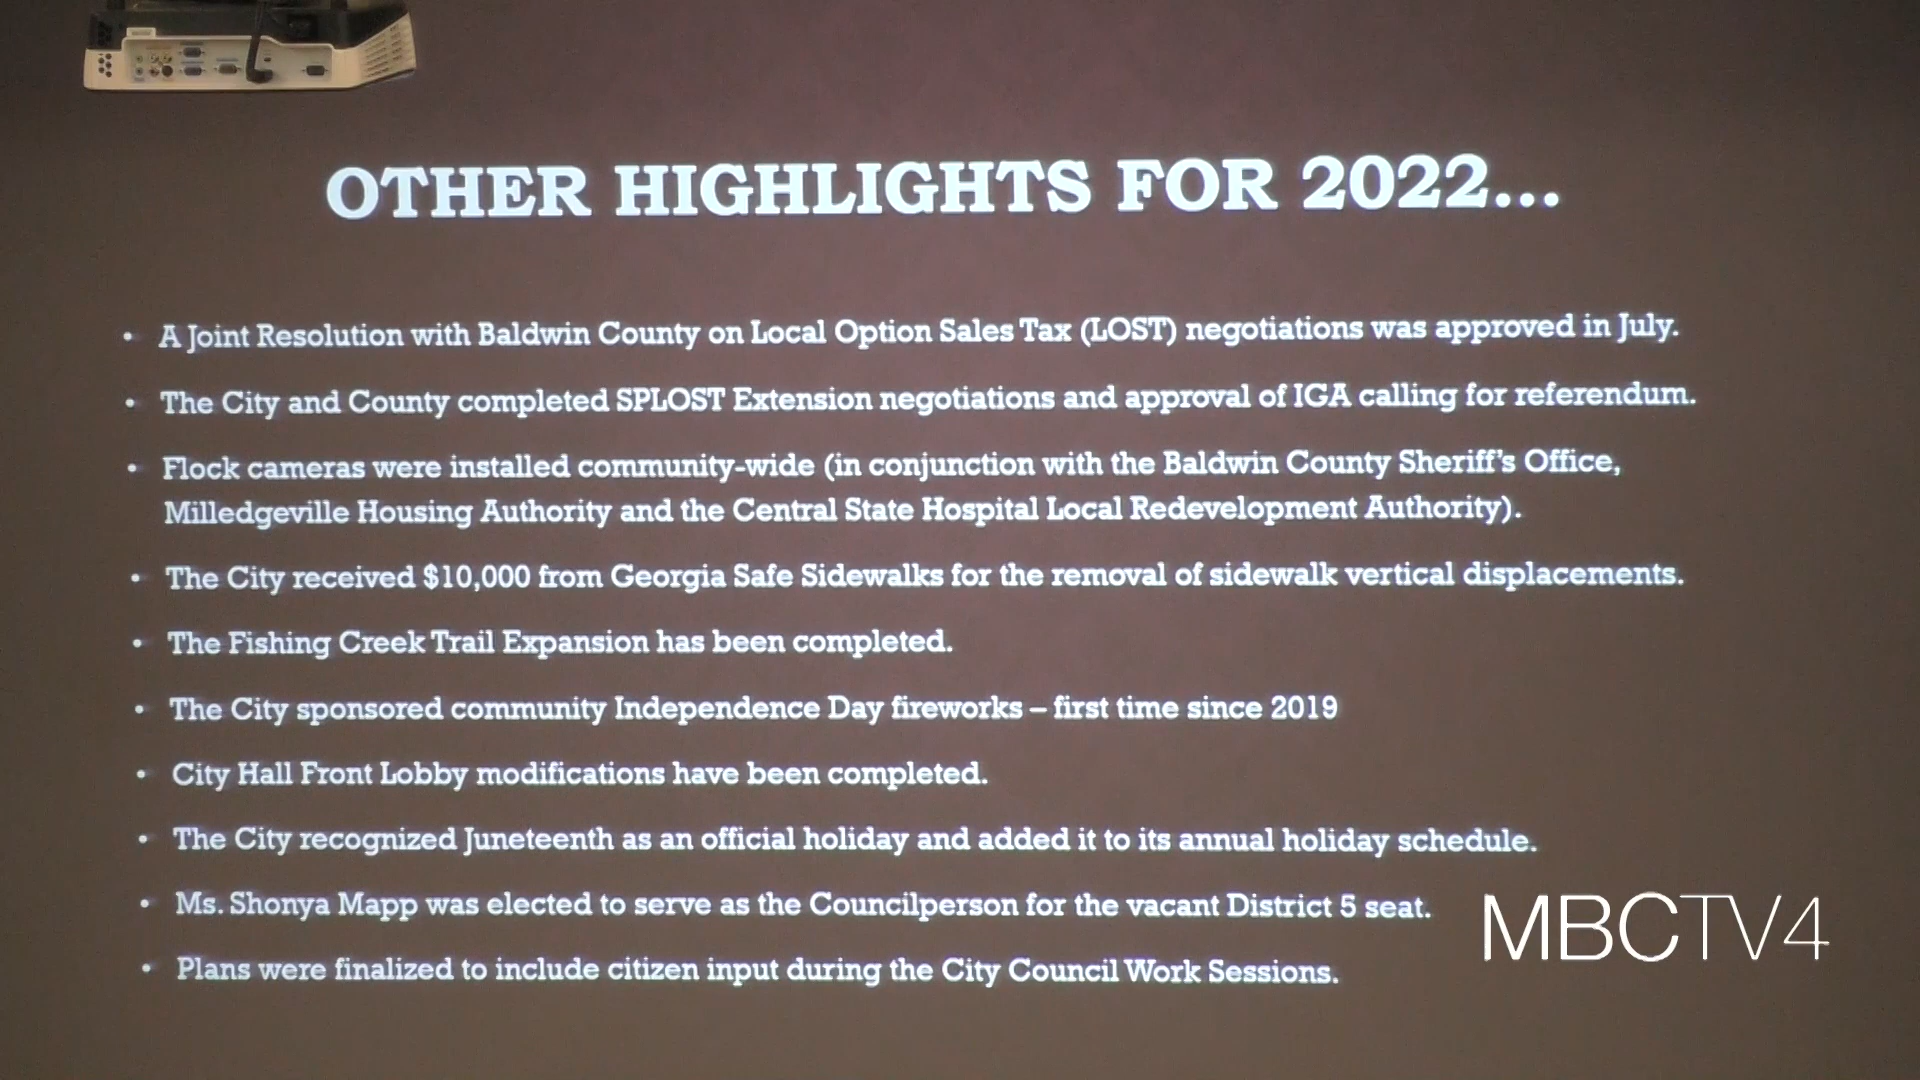 OTHER HIGHLIGHTS FOR 2022...
• A Joint Resolution with Baldwin County on Local Option Sales Tax (LOST) negotiations was approved in July.
• The City and County completed SPLOST Extension negotiations and approval of IGA calling for referendum.
• Flock cameras were installed community-wide (in conjunction with the Baldwin County Sheriff's Office,
Milledgeville Housing Authority and the Central State Hospital Local Redevelopment Authority).
• The City received $10,000 from Georgia Safe Sidewalks for the removal of sidewalk vertical displacements.
• The Fishing Creek Trail Expansion has been completed.
• The City sponsored community Independence Day fireworks – first time since 2019
• City Hall Front Lobby modifications have been completed.
• The City recognized Juneteenth as an official holiday and added it to its annual holiday schedule.
• Ms. Shonya Mapp was elected to serve as the Councilperson for the vacant District 5 seat.
MBCTV4
• Plans were finalized to include citizen input during the City Council Work Sessions.